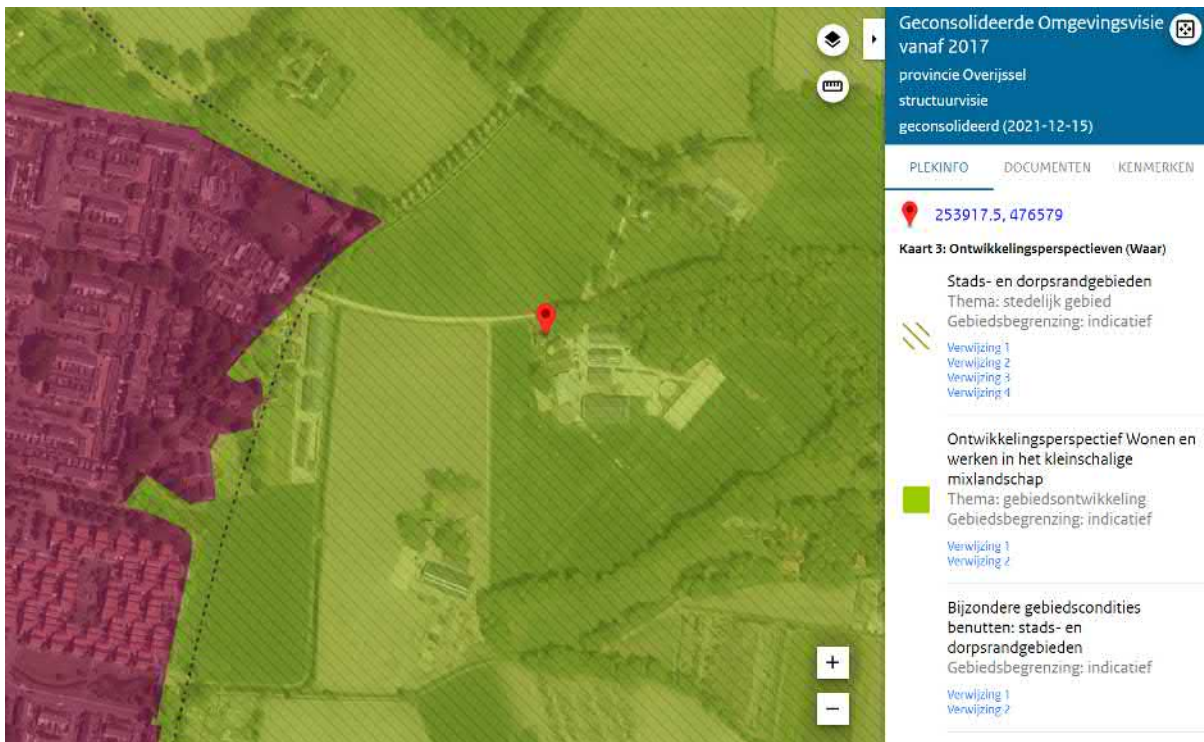 Geconsolideerde Omgevingsvisie
vanaf 2017
provincie Overijssel
structuurvisie
geconsolideerd (2021-12-15)
PLEKINFO DOCUMENTEN KENMERKEN
253917.5, 476579
Kaart 3: Ontwikkelingsperspectieven (Waar)
Stads- en dorpsrandgebieden
Thema: stedelijk gebied
Gebiedsbegrenzing: indicatief
Verwijzing 1
Verwijzing 2
Verwijzing 3
Verwijzing 4
Ontwikkelingsperspectief Wonen en
werken in het kleinschalige
mixlandschap
Thema: gebiedsontwikkeling
Gebiedsbegrenzing: indicatief
Verwijzing 1
Verwijzing 2
Bijzondere gebiedscondities
benutten: stads- en
dorpsrandgebieden
Gebiedsbegrenzing: indicatief
Verwijzing 1
Verwijzing 2
+
−